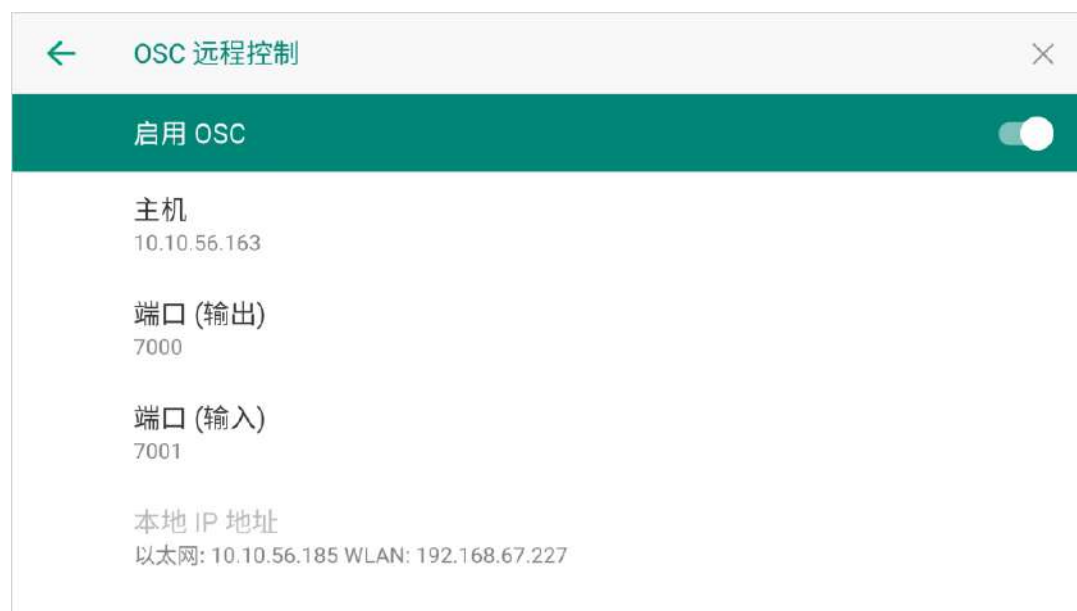 OSC 远程控制
启用 OSC
主机
10.10.56.163
端口 (输出)
7000
端口 (输入)
7001
本地 IP 地址
以太网: 10.10.56.185 WLAN: 192.168.67.227